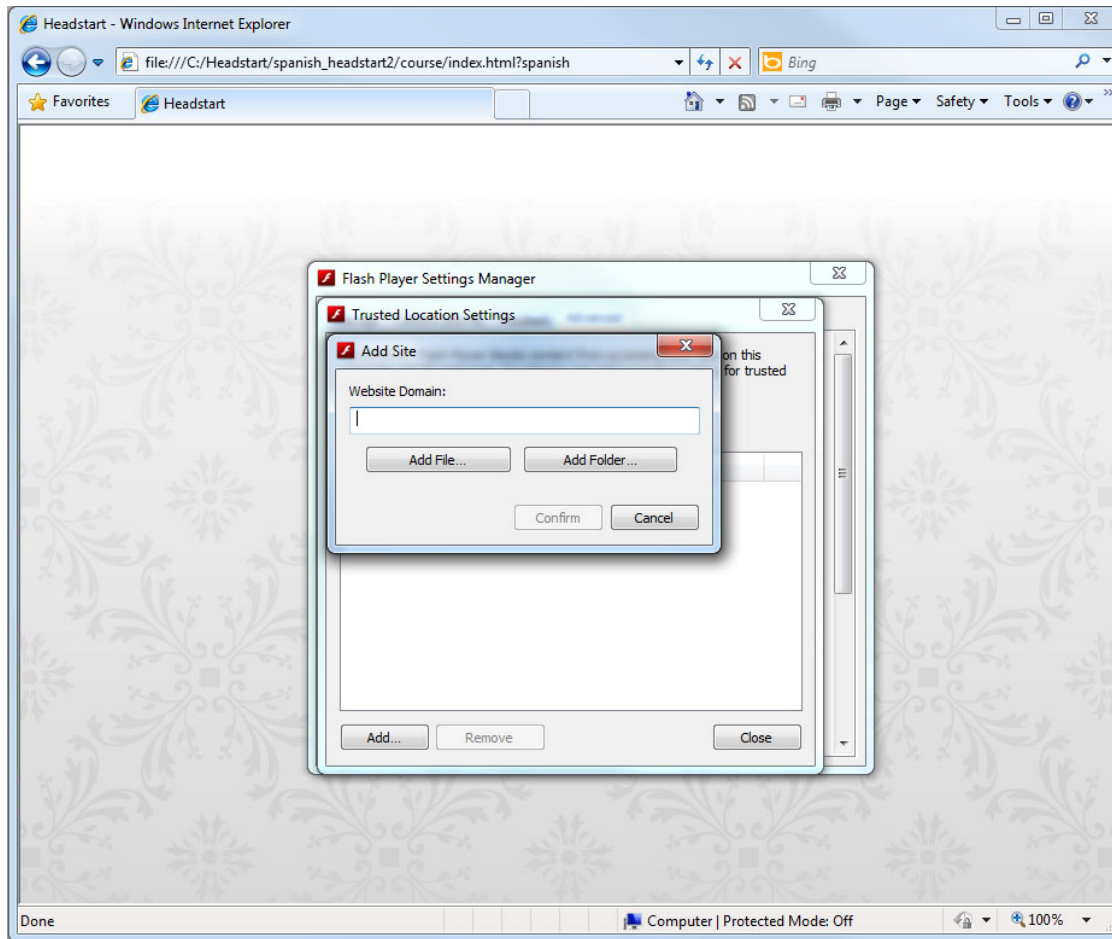 Headstart - Windows Internet Explorer
file:///C:/Headstart/spanish_headstart2/course/index.html?spanish
Bing
Favorites
Headstart
Page
Safety
Tools
Flash Player Settings Manager
Trusted Location Settings
Add Site
on this
for trusted
Website Domain:
Add File...
Add Folder...
Confirm
Cancel
Add...
Remove
Close
Done
Computer | Protected Mode: Off
100%